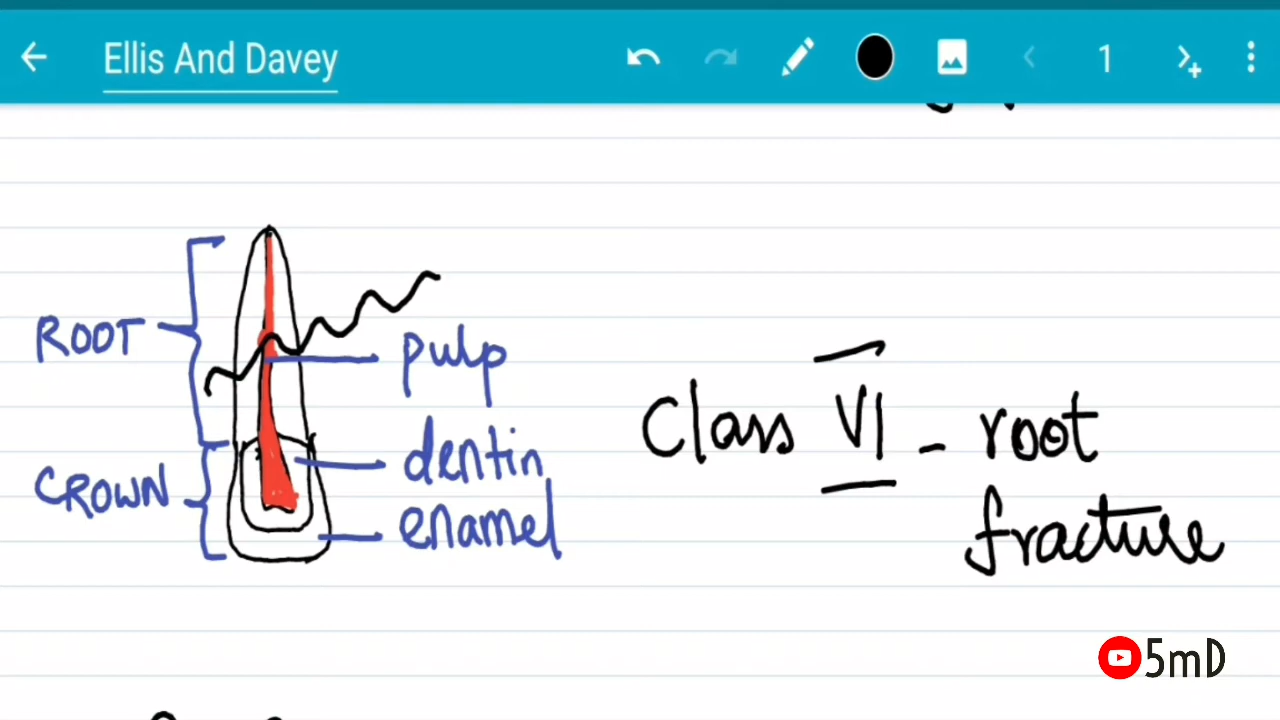 Ellis And Davey
1
ROOT
pulp
Class VI - root
fracture
CROWN
dentin
enamel
5mD